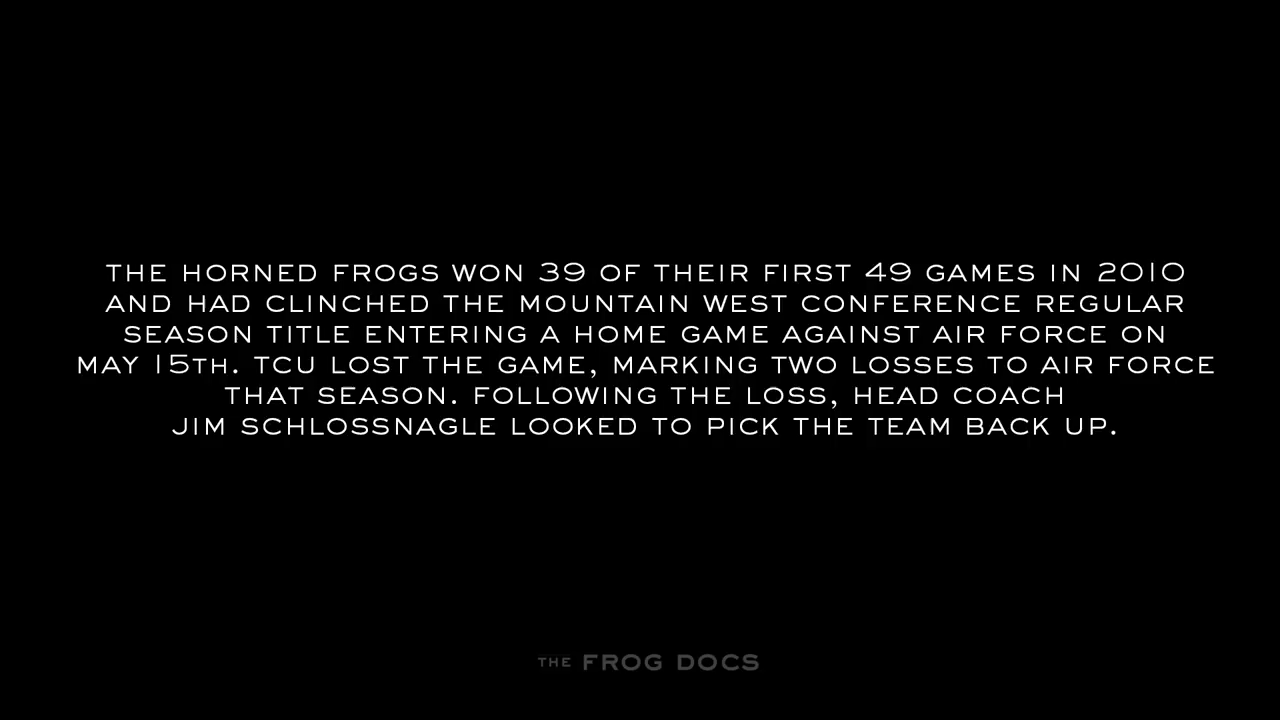 THE HORNED FROGS WON 39 OF THEIR FIRST 49 GAMES IN 2010
AND HAD CLINCHED THE MOUNTAIN WEST CONFERENCE REGULAR
SEASON TITLE ENTERING A HOME GAME AGAINST AIR FORCE ON
MAY 15TH. TCU LOST THE GAME, MARKING TWO LOSSES TO AIR FORCE
THAT SEASON. FOLLOWING THE LOSS, HEAD COACH
JIM SCHLOSSNAGLE LOOKED TO PICK THE TEAM BACK UP.
THE FROG DOCS